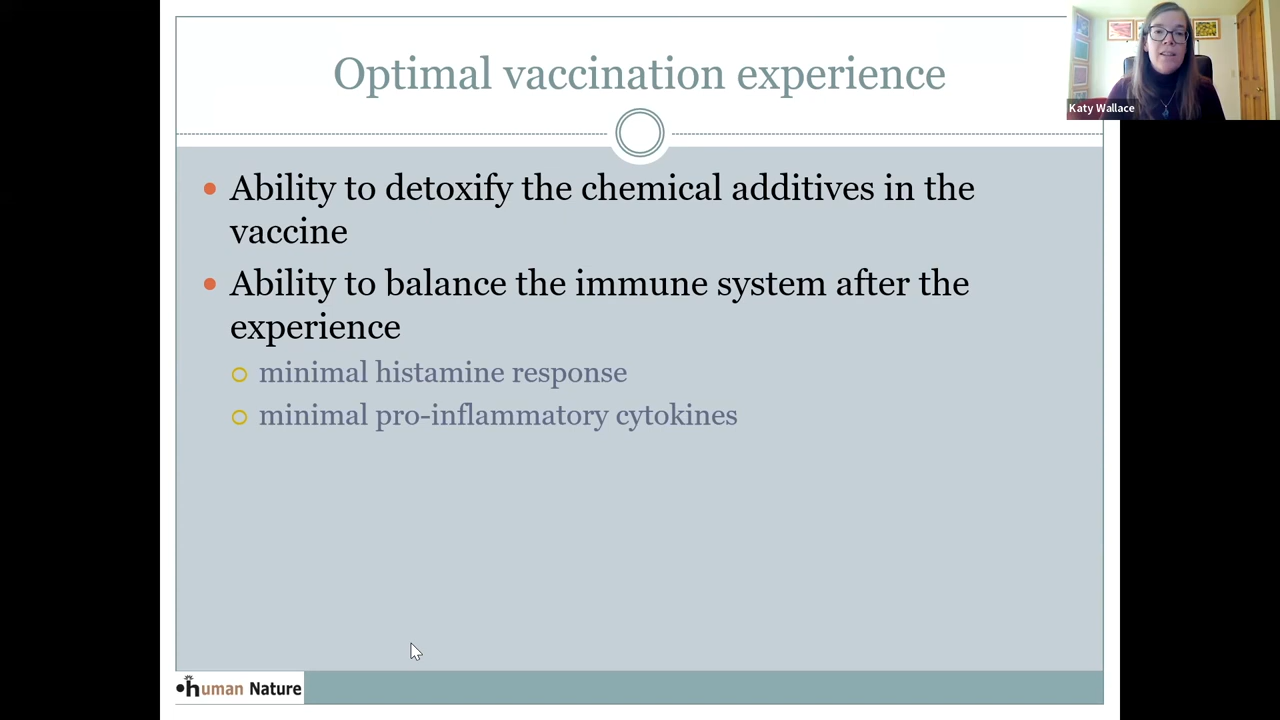 Optimal vaccination experience
Katy Wallace
Ability to detoxify the chemical additives in the
vaccine
Ability to balance the immune system after the
experience
minimal histamine response
minimal pro-inflammatory cytokines
human Nature